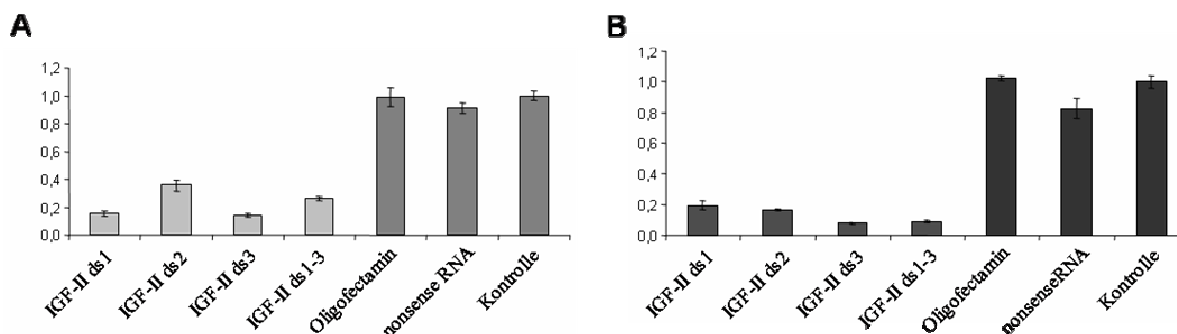 A
1,2
1,0
0,8
0,6
0,4
0,2
0,0
IGF-II ds1
IGF-II ds2
IGF-II ds3
IGF-II ds1-3
Oligofectamin
nonsense RNA
Kontrolle
B
1,2
1,0
0,8
0,6
0,4
0,2
0,0
IGF-II ds1
IGF-II ds2
IGF-II ds3
IGF-II ds1-3
Oligofectamin
nonsenseRNA
Kontrolle